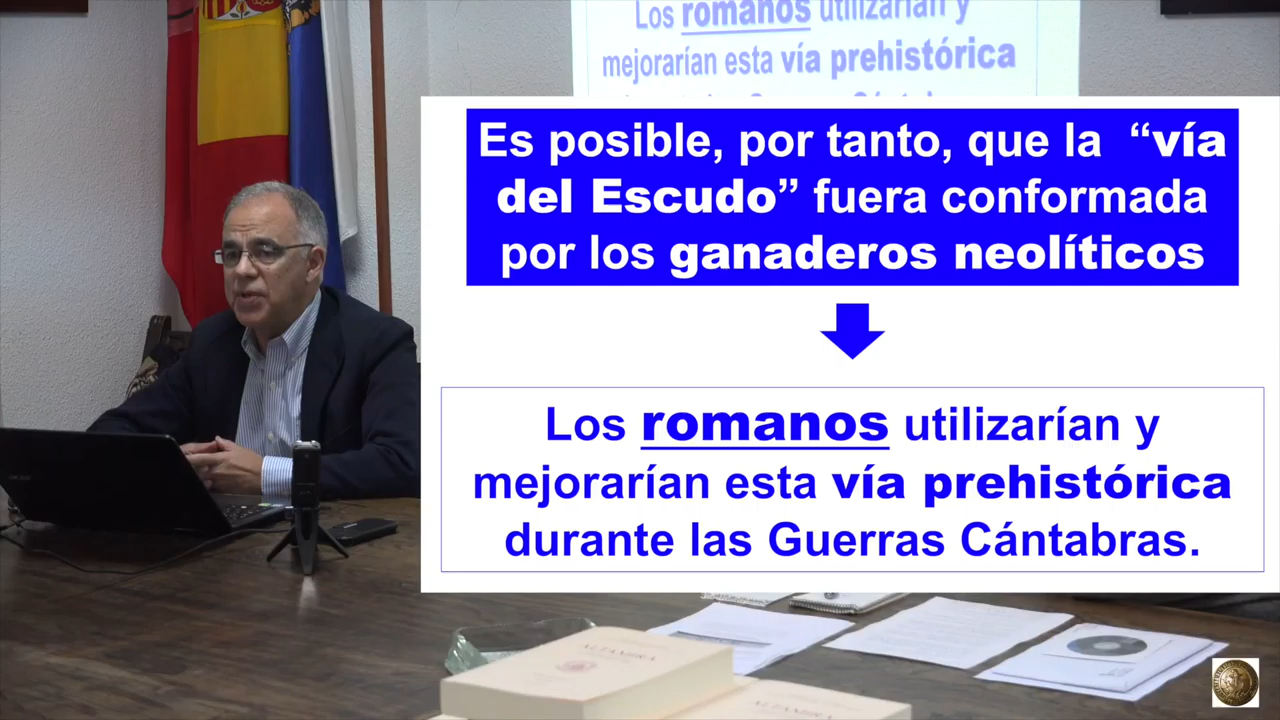 Los romanos utilizarían y
mejorarían esta vía prehistórica
Es posible, por tanto, que la “vía
del Escudo” fuera conformada
por los ganaderos neolíticos
Los romanos utilizarían y
mejorarían esta vía prehistórica
durante las Guerras Cántabras.
ALTAMIRA
ALTAMIRA